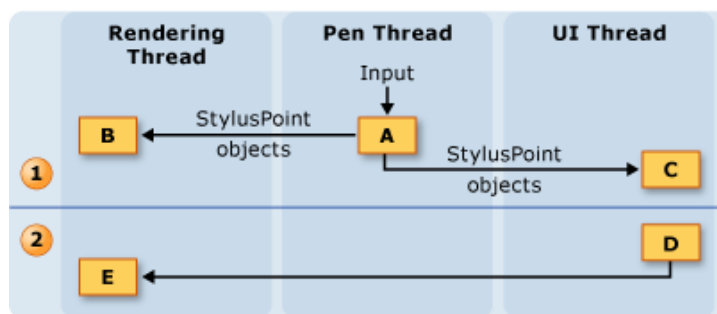 Rendering
Thread
Pen Thread
UI Thread
Input
B
StylusPoint
objects
A
StylusPoint
objects
C
1
2
D
E